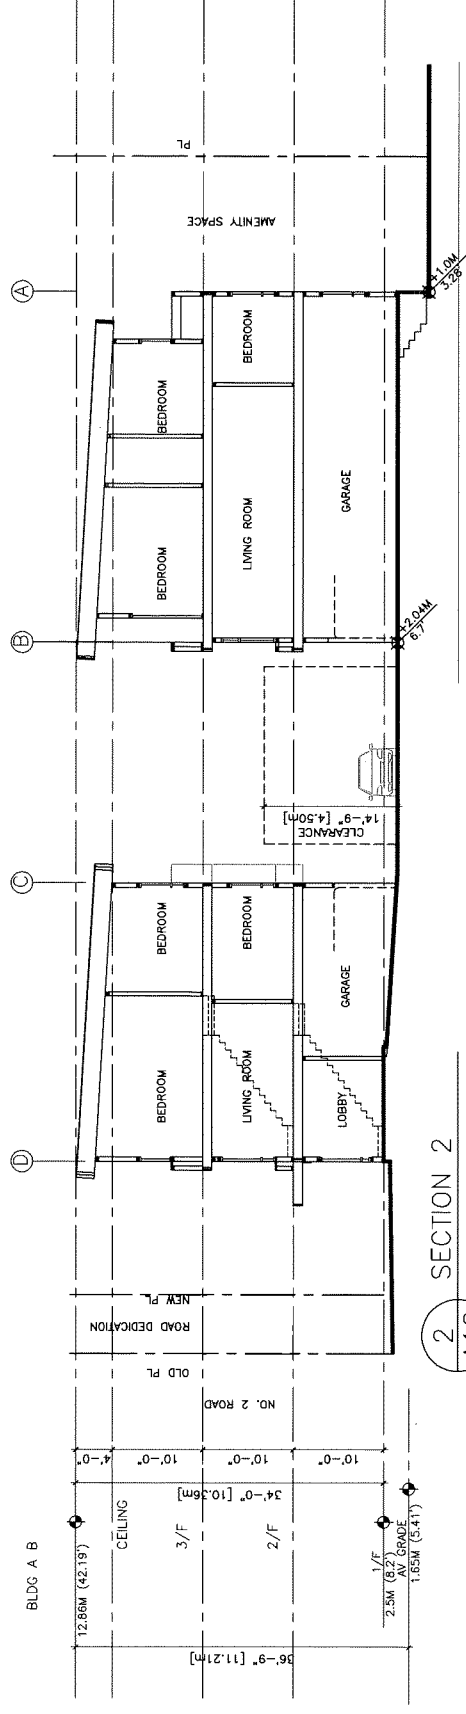 BLDG A B
12.86M (42.19')
CEILING
3/F
2/F
1/F
2.5M (8.2')
AV GRADE
1.65M (5.41')
36'-9" [11.21m]
34'-0" [10.36m]
4'-0"
10'-0"
10'-0"
10'-0"
NO. 2 ROAD
OLD PL
ROAD DEDICATION
NEW PL
D
C
B
A
BEDROOM
BEDROOM
LIVING ROOM
BEDROOM
LOBBY
GARAGE
CLEARANCE
14'-9" [4.50m]
+2.04M
6.7'
BEDROOM
BEDROOM
LIVING ROOM
BEDROOM
GARAGE
+1.0M
3.28'
AMENITY SPACE
PL
2
SECTION 2